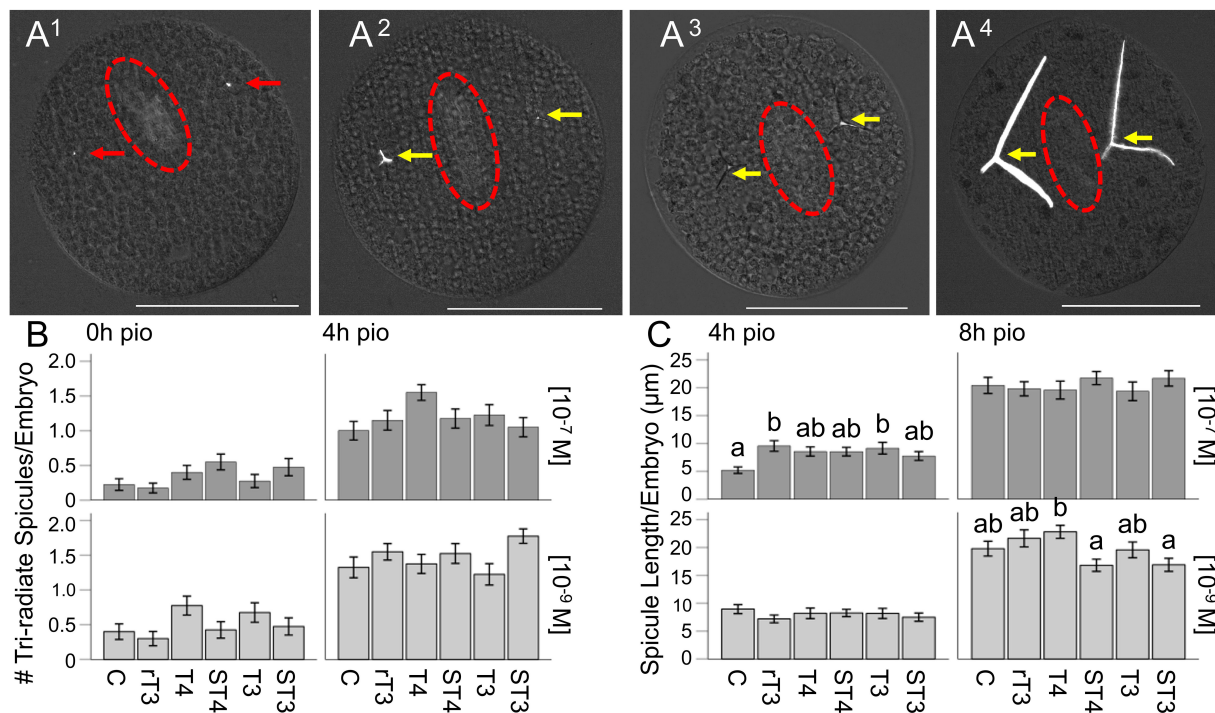 A1
A2
A3
A4
B
0h pio
4h pio
C
4h pio
8h pio
# Tri-radiate Spicules/Embryo
2.0
1.5
1.0
0.5
0
[10-7 M]
2.0
1.5
1.0
0.5
0
[10-9 M]
C rT3 T4 ST4 T3 ST3
C rT3 T4 ST4 T3 ST3
Spicule Length/Embryo (µm)
25
20
15
10
5
0
a b ab ab b ab
[10-7 M]
25
20
15
10
5
0
ab ab b a ab a
[10-9 M]
C rT3 T4 ST4 T3 ST3
C rT3 T4 ST4 T3 ST3